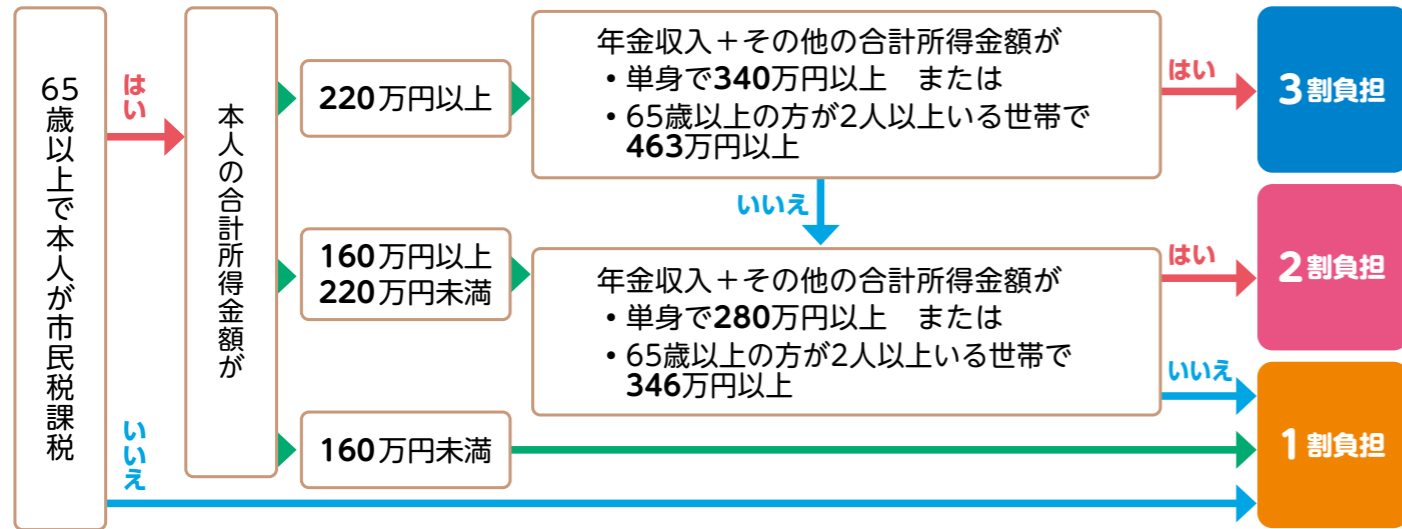 65歳以上で本人が市民税課税
はい
いいえ
本人の合計所得金額が
220万円以上
年金収入＋その他の合計所得金額が
・単身で340万円以上　または
・65歳以上の方が2人以上いる世帯で
463万円以上
はい
3割負担
いいえ
160万円以上
220万円未満
年金収入＋その他の合計所得金額が
・単身で280万円以上　または
・65歳以上の方が2人以上いる世帯で
346万円以上
はい
2割負担
いいえ
160万円未満
1割負担